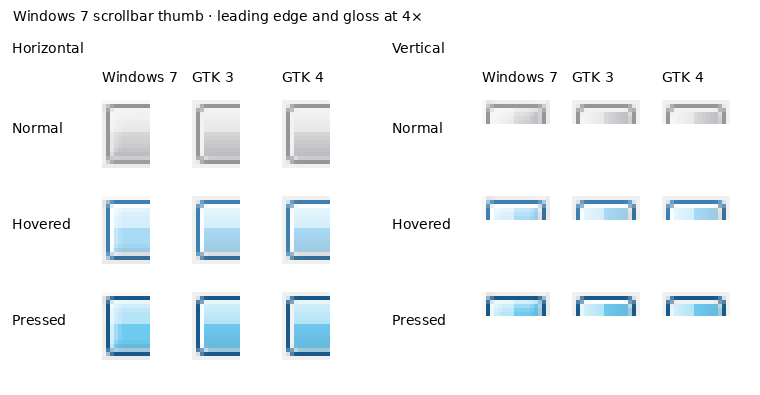 Windows 7 scrollbar thumb · leading edge and gloss at 4×
Horizontal Vertical
Windows 7 GTK 3 GTK 4 Windows 7 GTK 3 GTK 4
Normal Normal
Hovered Hovered
Pressed Pressed